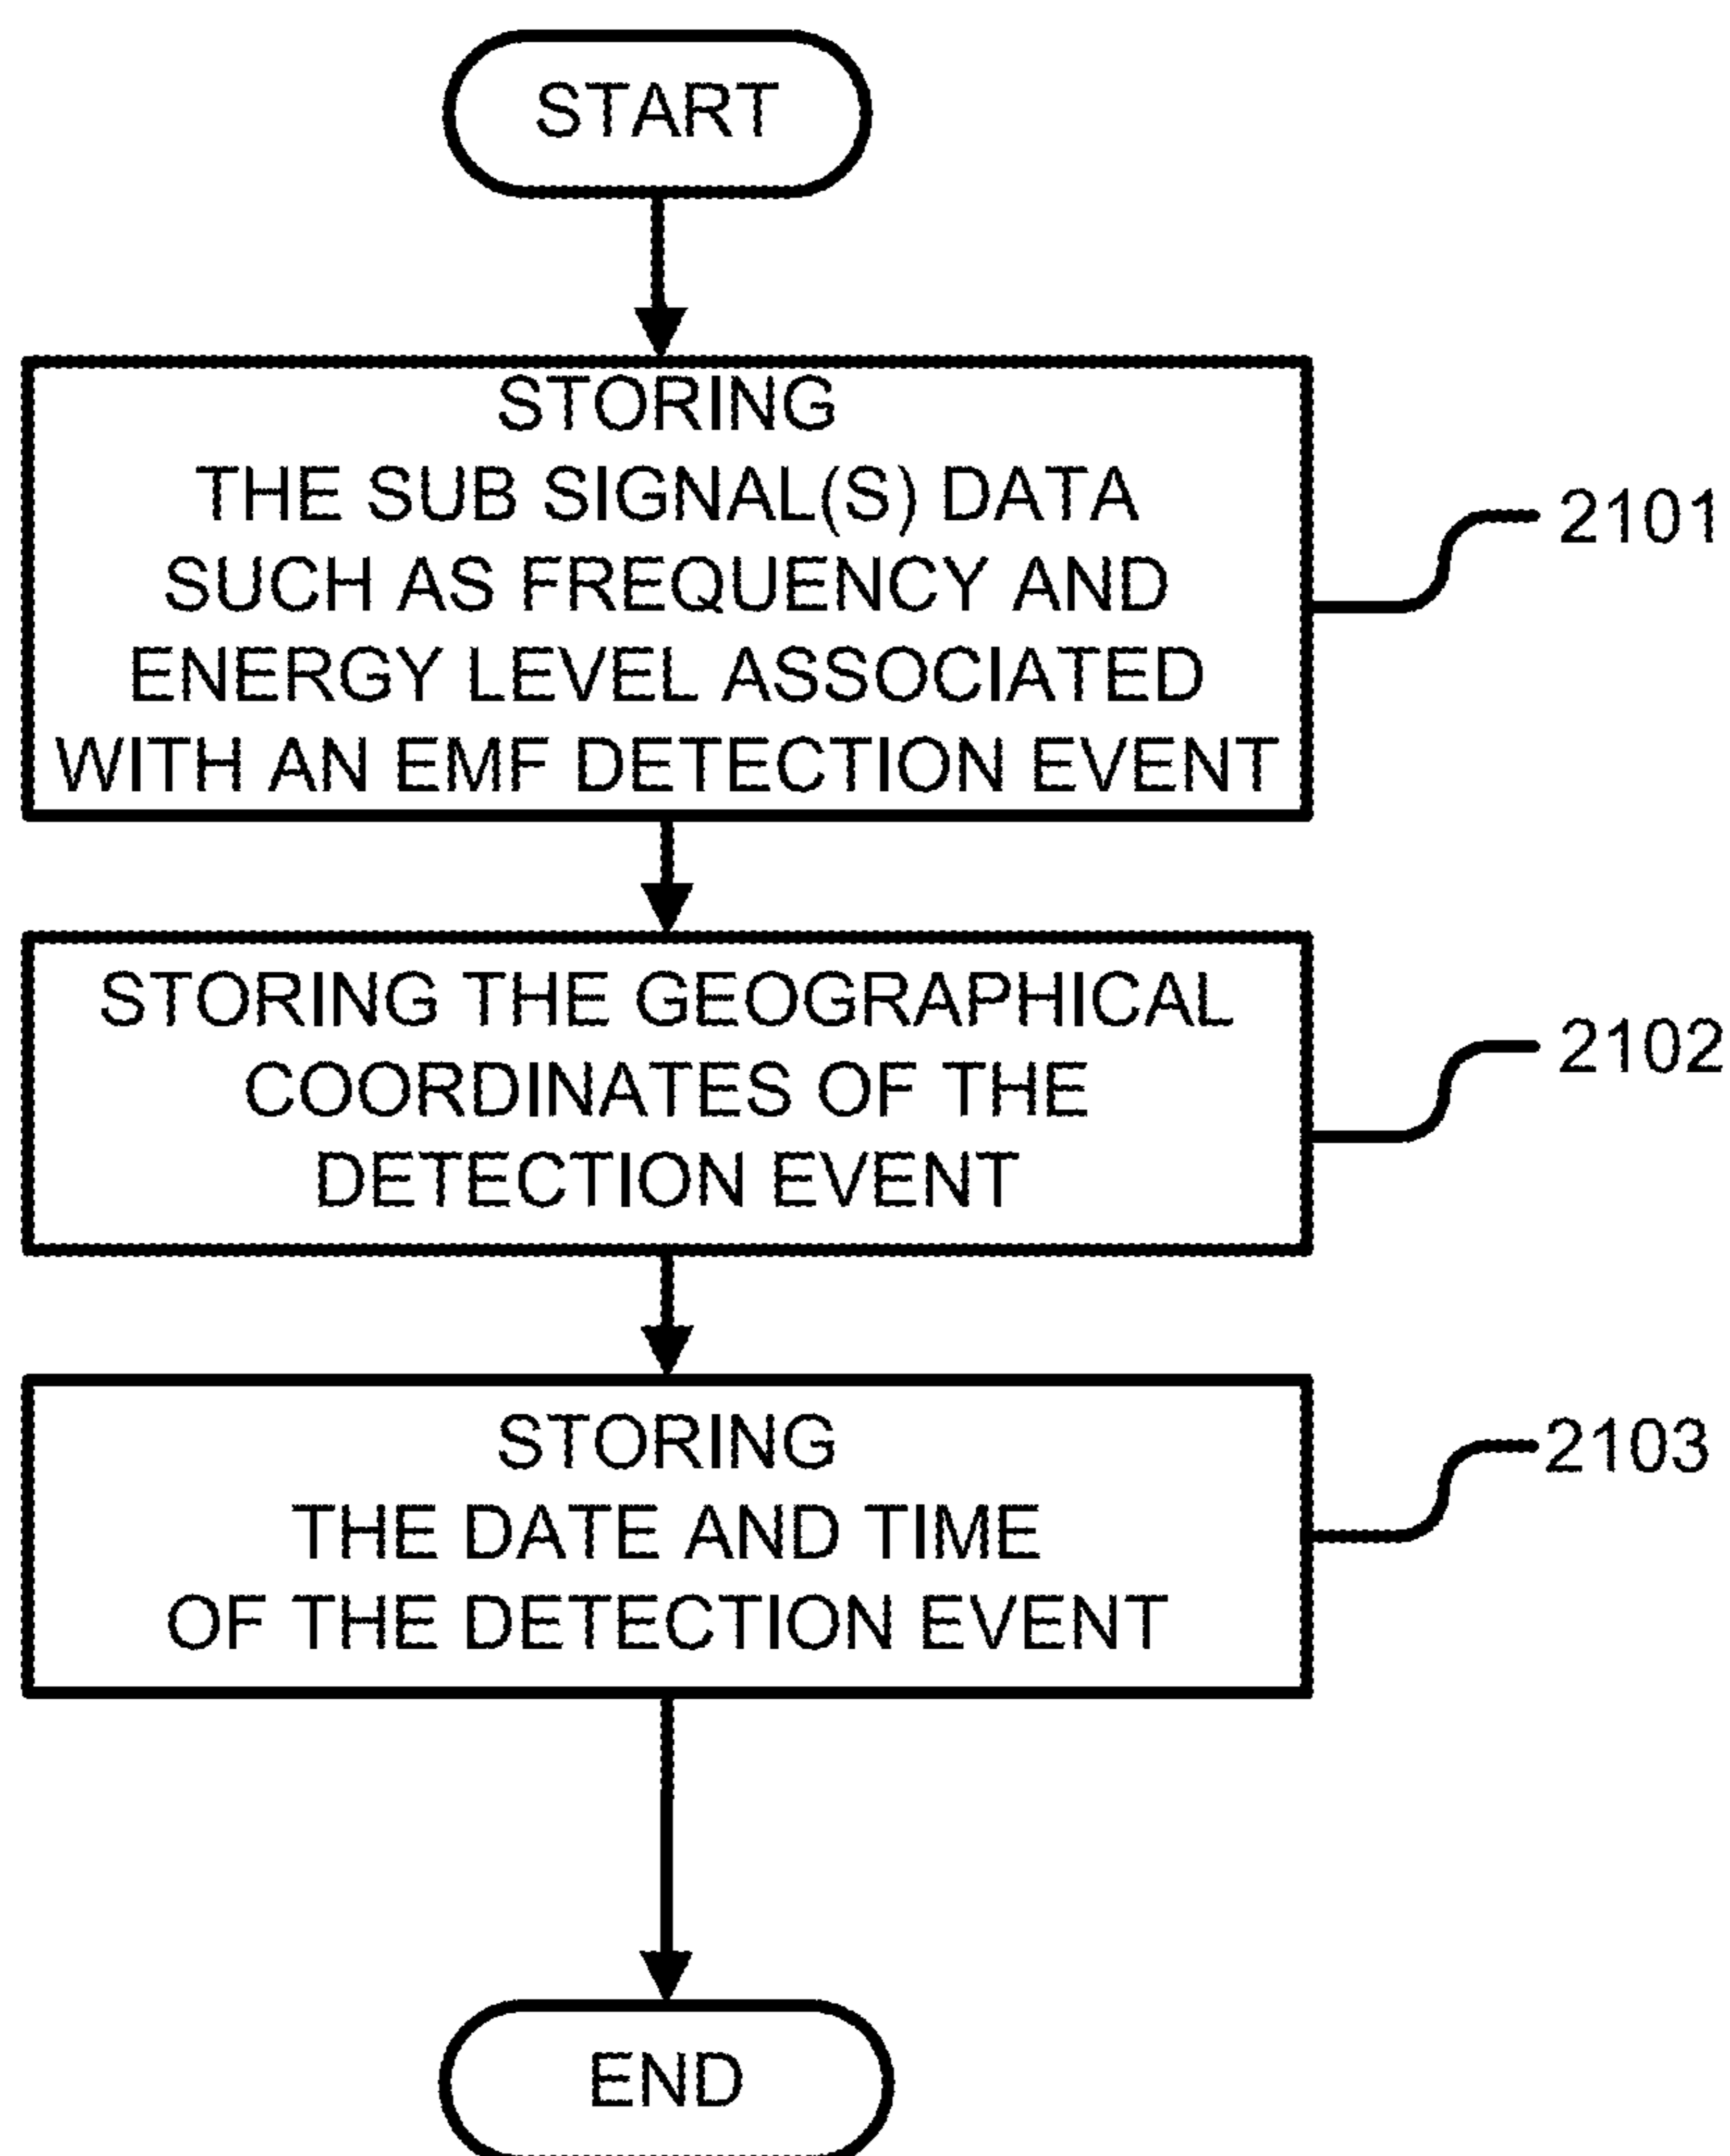 START
STORING
THE SUB SIGNAL(S) DATA
SUCH AS FREQUENCY AND
ENERGY LEVEL ASSOCIATED
WITH AN EMF DETECTION EVENT
2101
STORING THE GEOGRAPHICAL
COORDINATES OF THE
DETECTION EVENT
2102
STORING
THE DATE AND TIME
OF THE DETECTION EVENT
2103
END